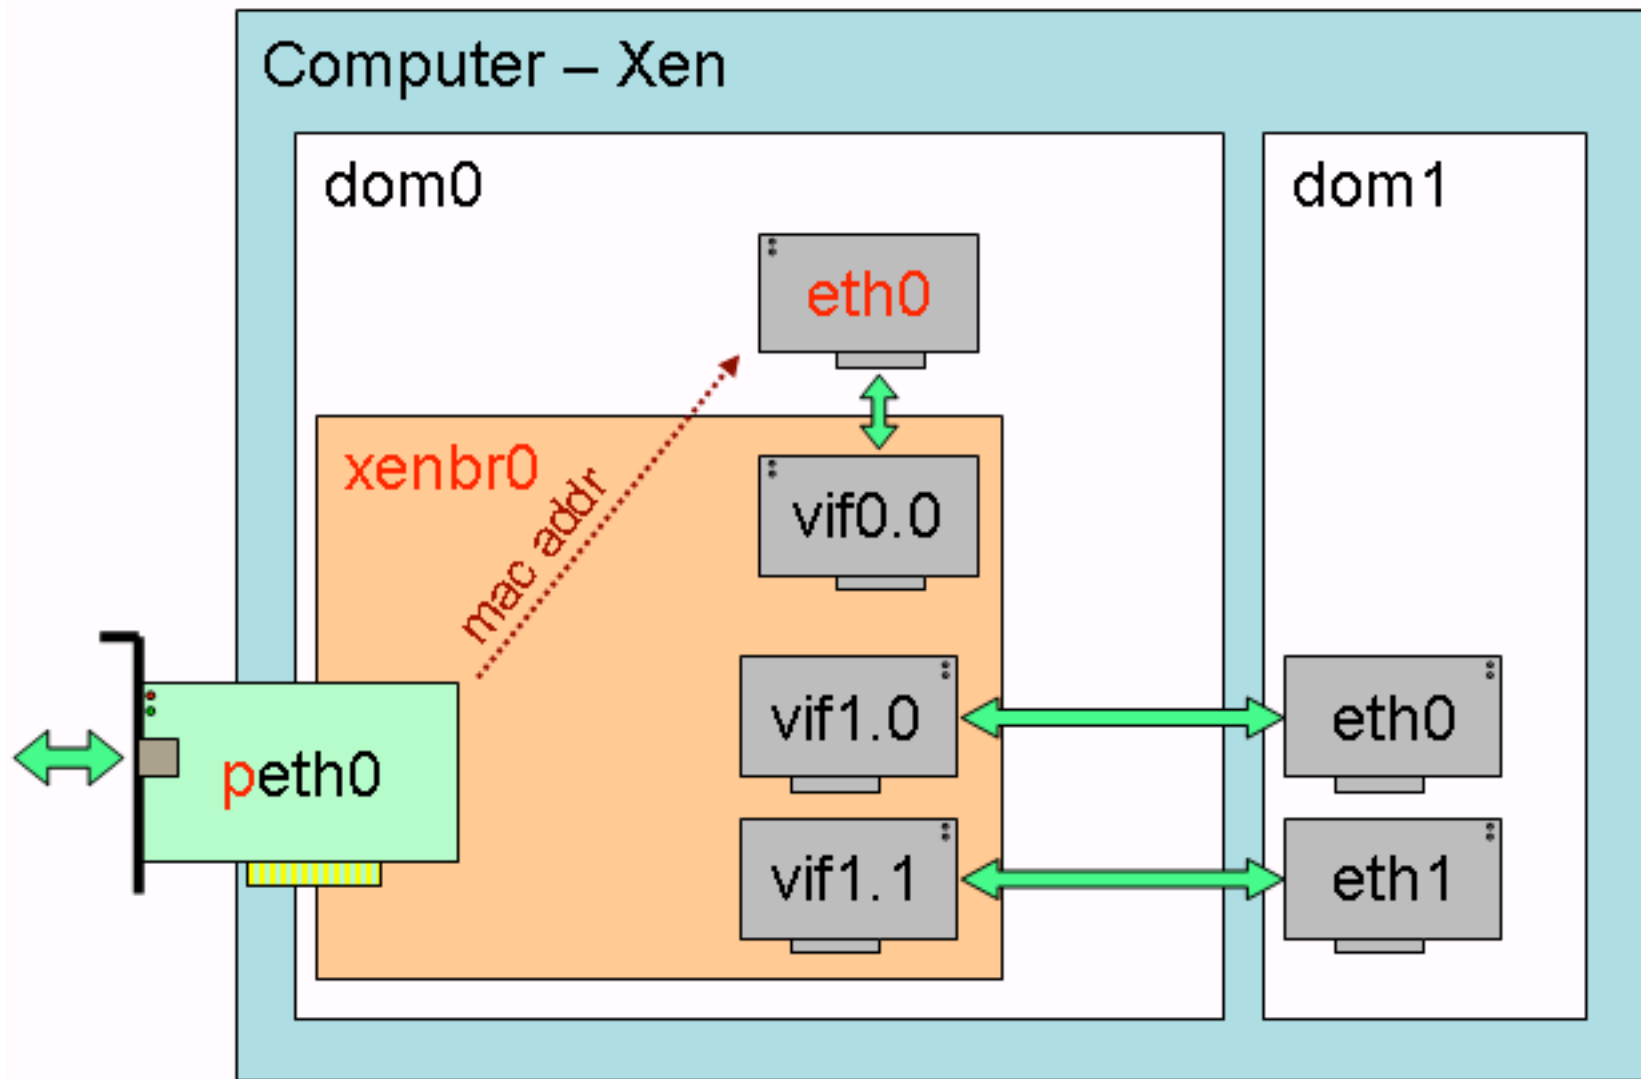 Computer – Xen
dom0
dom1
eth0
xenbr0
mac addr
vif0.0
peth0
vif1.0
eth0
vif1.1
eth1